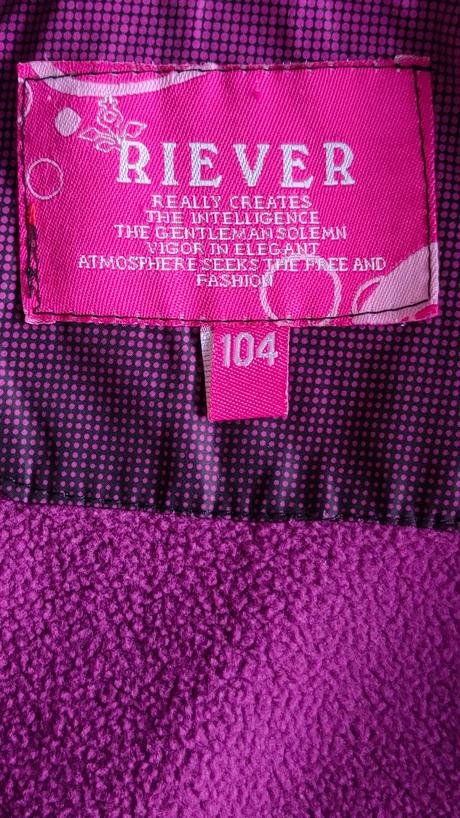 RIEVER
REALLY CREATES
THE INTELLIGENCE
THE GENTLEMAN SOLEMN
VIGOR IN ELEGANT
ATMOSPHERE SEEKS THE FREE AND
FASHION
104